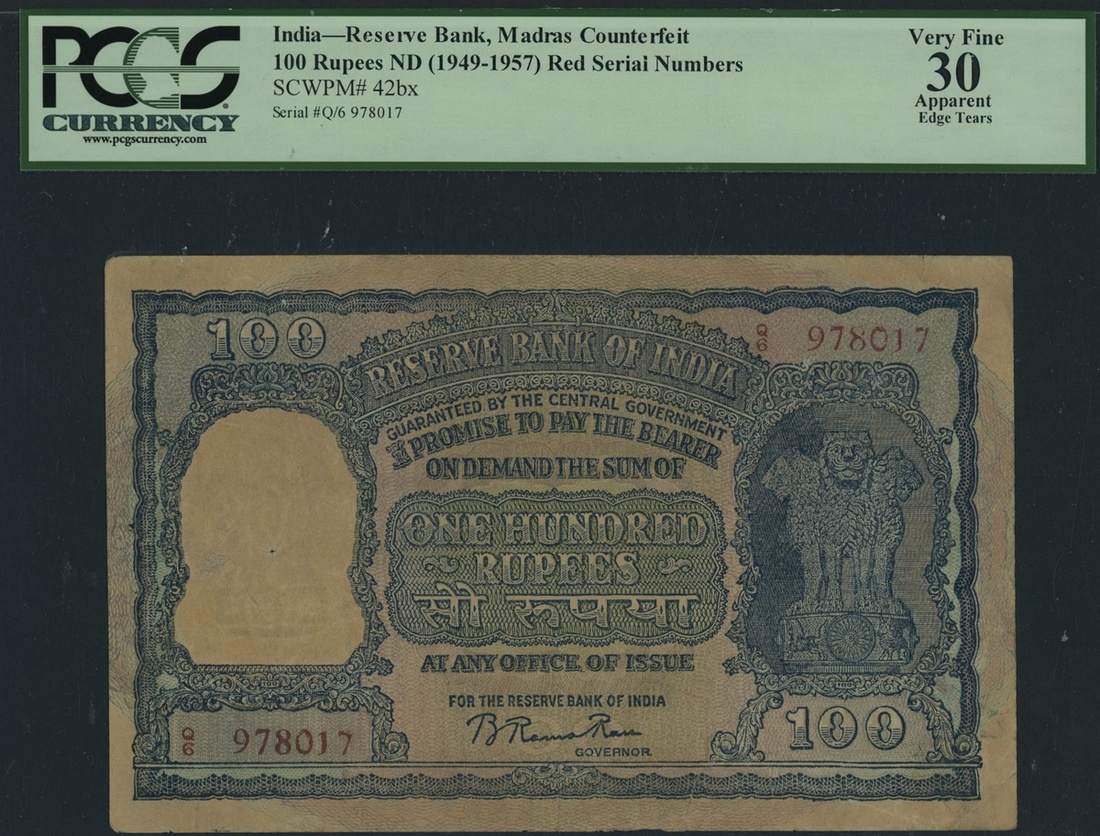 PCGS
CURRENCY
www.pcgscurrency.com
India—Reserve Bank, Madras Counterfeit
100 Rupees ND (1949-1957) Red Serial Numbers
SCWPM# 42bx
Serial #Q/6 978017
Very Fine
30
Apparent
Edge Tears
100
Q/6 978017
RESERVE BANK OF INDIA
GUARANTEED BY THE CENTRAL GOVERNMENT
I PROMISE TO PAY THE BEARER
ON DEMAND THE SUM OF
ONE HUNDRED
RUPEES
सौ रूपया
AT ANY OFFICE OF ISSUE
FOR THE RESERVE BANK OF INDIA
B Rama Rau
GOVERNOR.
Q/6 978017
100